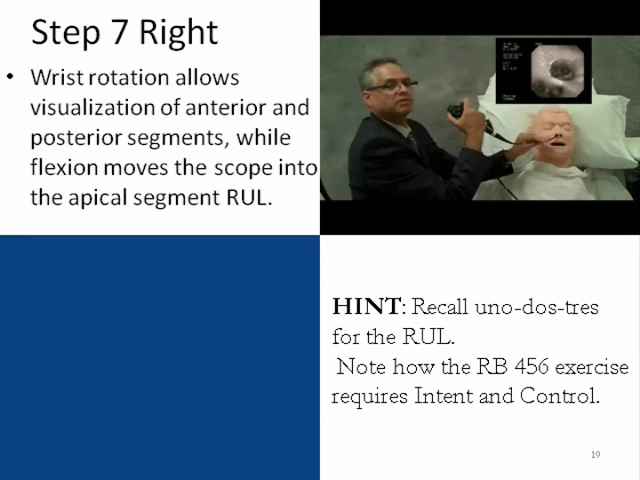 Step 7 Right
• Wrist rotation allows
visualization of anterior and
posterior segments, while
flexion moves the scope into
the apical segment RUL.
HINT: Recall uno-dos-tres
for the RUL.
Note how the RB 456 exercise
requires Intent and Control.
19